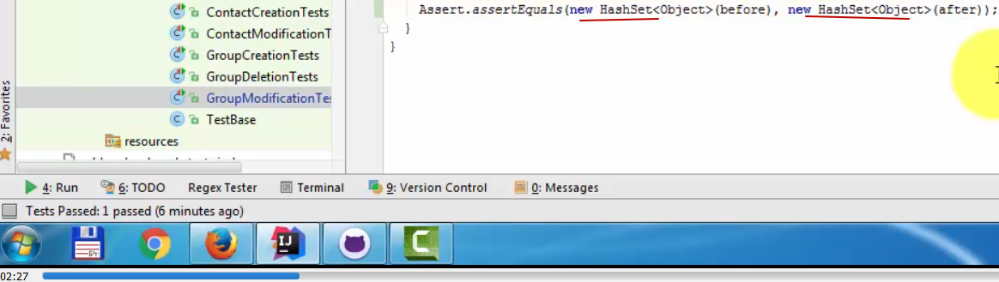 Assert.assertEquals(new HashSet<Object>(before), new HashSet<Object>(after));
}
}
ContactCreationTests
ContactModificationT
GroupCreationTests
GroupDeletionTests
GroupModificationTes
TestBase
resources
2: Favorites
4: Run 6: TODO Regex Tester Terminal 9: Version Control 0: Messages
Tests Passed: 1 passed (6 minutes ago)
64
IJ
C
02:27